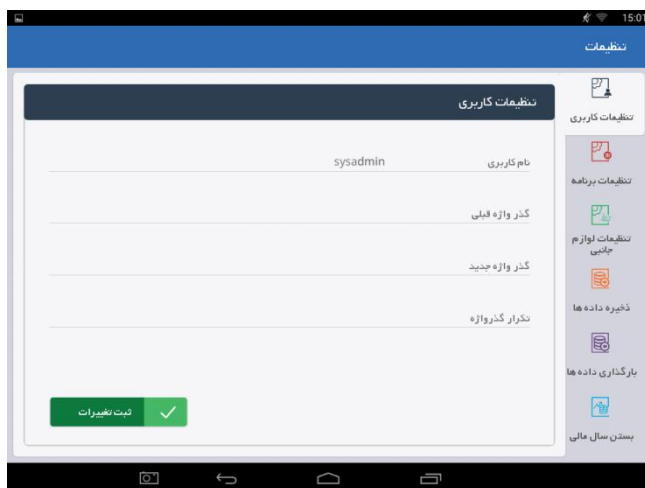 15:01
تنظیمات
تنظیمات کاربری
تنظیمات برنامه
تنظیمات لوازم
جانبی
ذخیره داده ها
بارگذاری داده ها
بستن سال مالی
تنظیمات کاربری
نام کاربری sysadmin
گذر واژه قبلی
گذر واژه جدید
تکرار گذرواژه
ثبت تغییرات